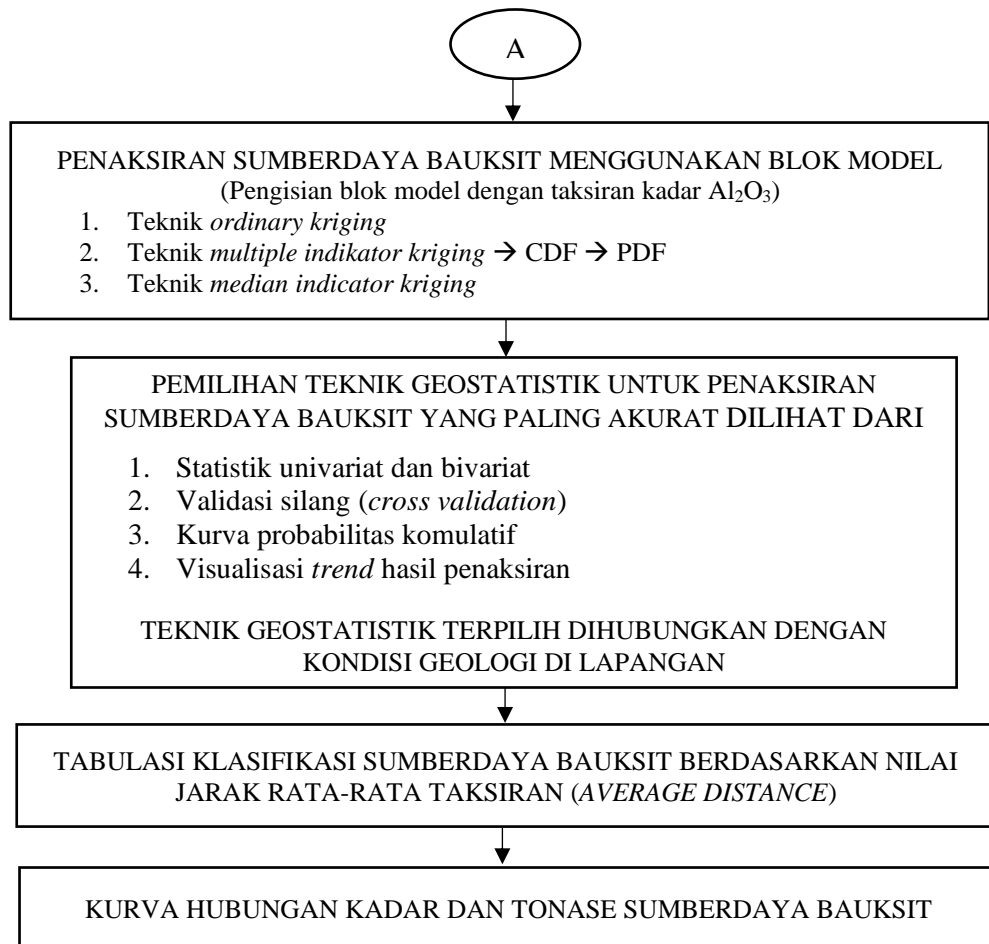 A
PENAKSIRAN SUMBERDAYA BAUKSIT MENGGUNAKAN BLOK MODEL
(Pengisian blok model dengan taksiran kadar Al₂O₃)
1. Teknik ordinary kriging
2. Teknik multiple indikator kriging → CDF → PDF
3. Teknik median indicator kriging
PEMILIHAN TEKNIK GEOSTATISTIK UNTUK PENAKSIRAN
SUMBERDAYA BAUKSIT YANG PALING AKURAT DILIHAT DARI
1. Statistik univariat dan bivariat
2. Validasi silang (cross validation)
3. Kurva probabilitas komulatif
4. Visualisasi trend hasil penaksiran
TEKNIK GEOSTATISTIK TERPILIH DIHUBUNGKAN DENGAN
KONDISI GEOLOGI DI LAPANGAN
TABULASI KLASIFIKASI SUMBERDAYA BAUKSIT BERDASARKAN NILAI
JARAK RATA-RATA TAKSIRAN (AVERAGE DISTANCE)
KURVA HUBUNGAN KADAR DAN TONASE SUMBERDAYA BAUKSIT